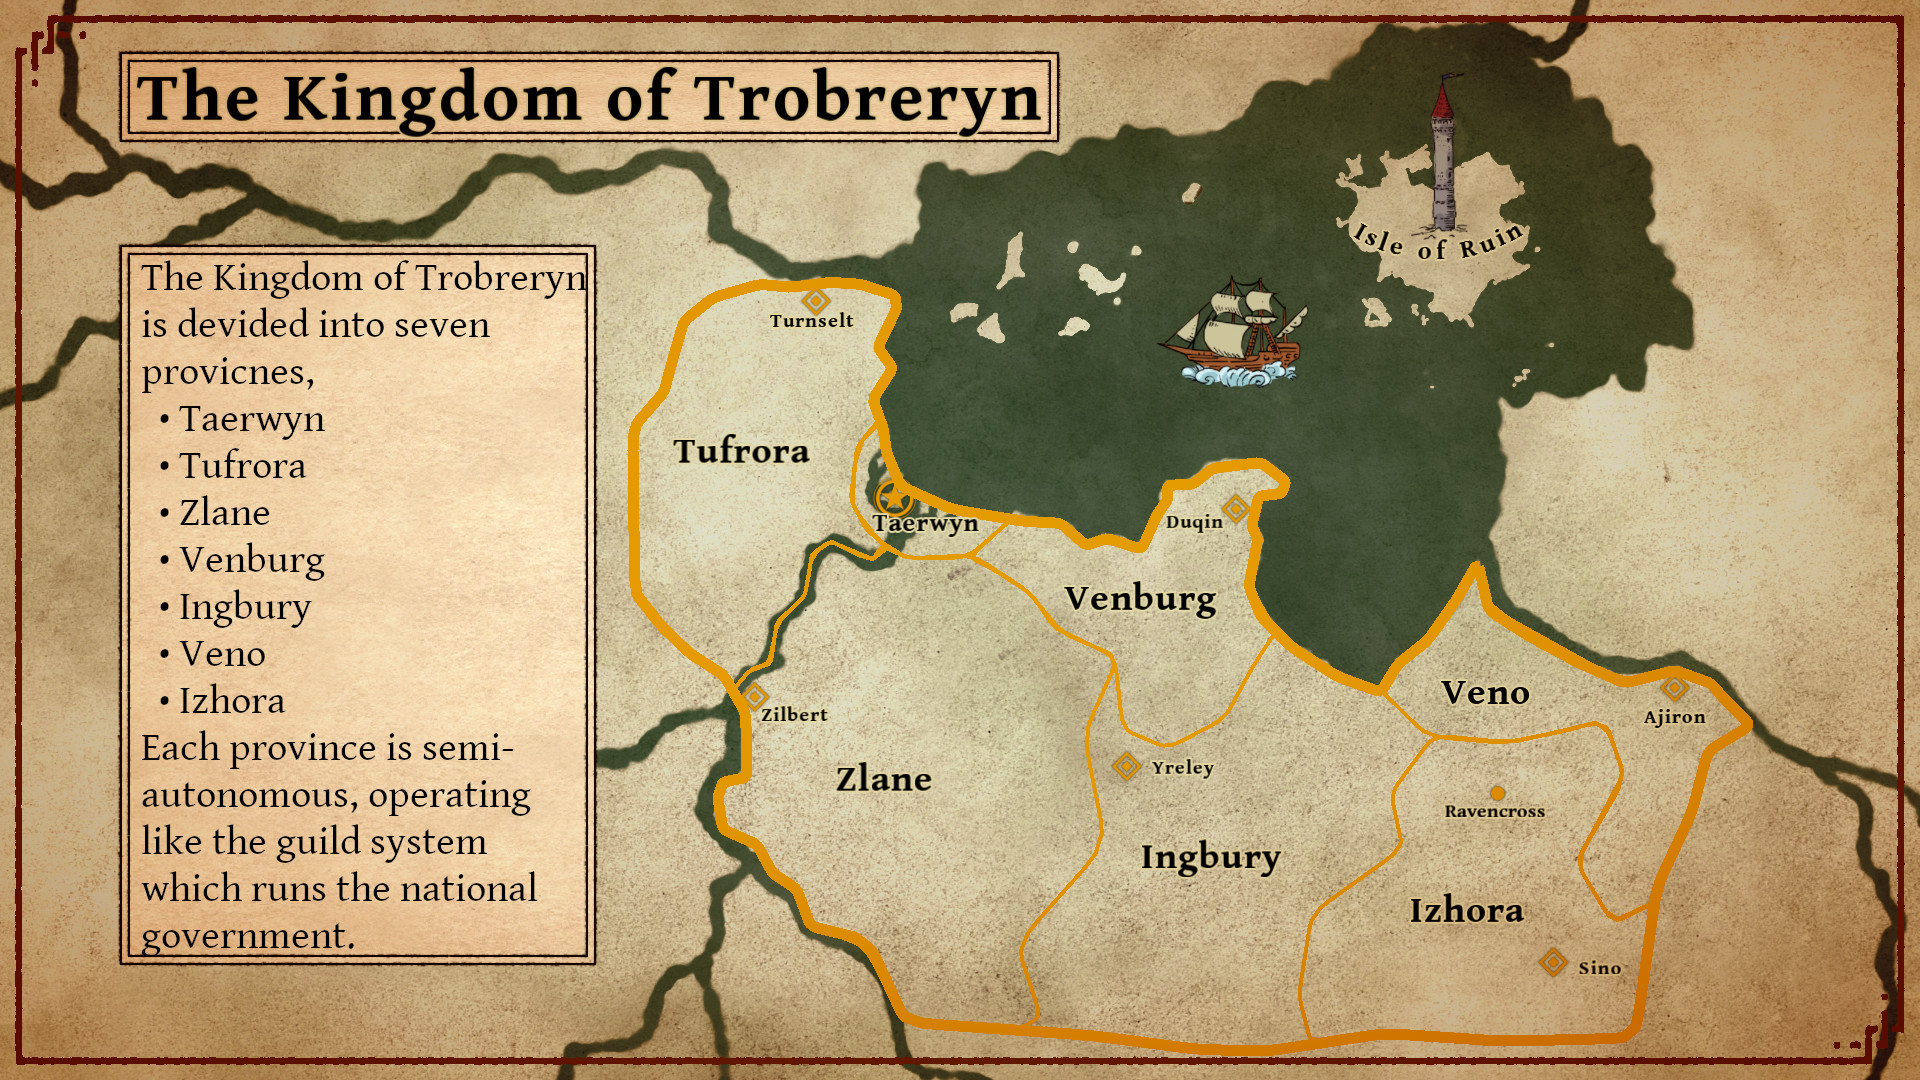 The Kingdom of Trobreryn
The Kingdom of Trobreryn
is devided into seven
provicnes,
• Taerwyn
• Tufrora
• Zlane
• Venburg
• Ingbury
• Veno
• Izhora
Each province is semi-
autonomous, operating
like the guild system
which runs the national
government.
Isle of Ruin
Turnselt
Tufrora
Taerwyn
Duqin
Venburg
Veno
Zilbert
Ajiron
Zlane
Yreley
Ravencross
Ingbury
Izhora
Sino